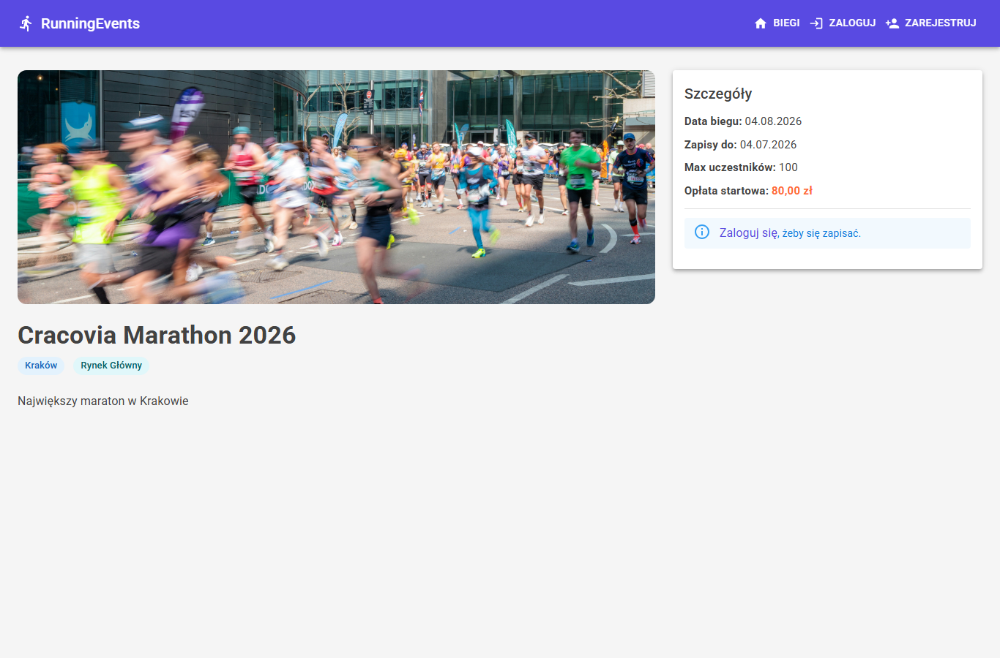 RunningEvents
BIEGI
ZALOGUJ
ZAREJESTRUJ
Cracovia Marathon 2026
Kraków
Rynek Główny
Największy maraton w Krakowie
Szczegóły
Data biegu: 04.08.2026
Zapisy do: 04.07.2026
Max uczestników: 100
Opłata startowa: 80,00 zł
Zaloguj się, żeby się zapisać.